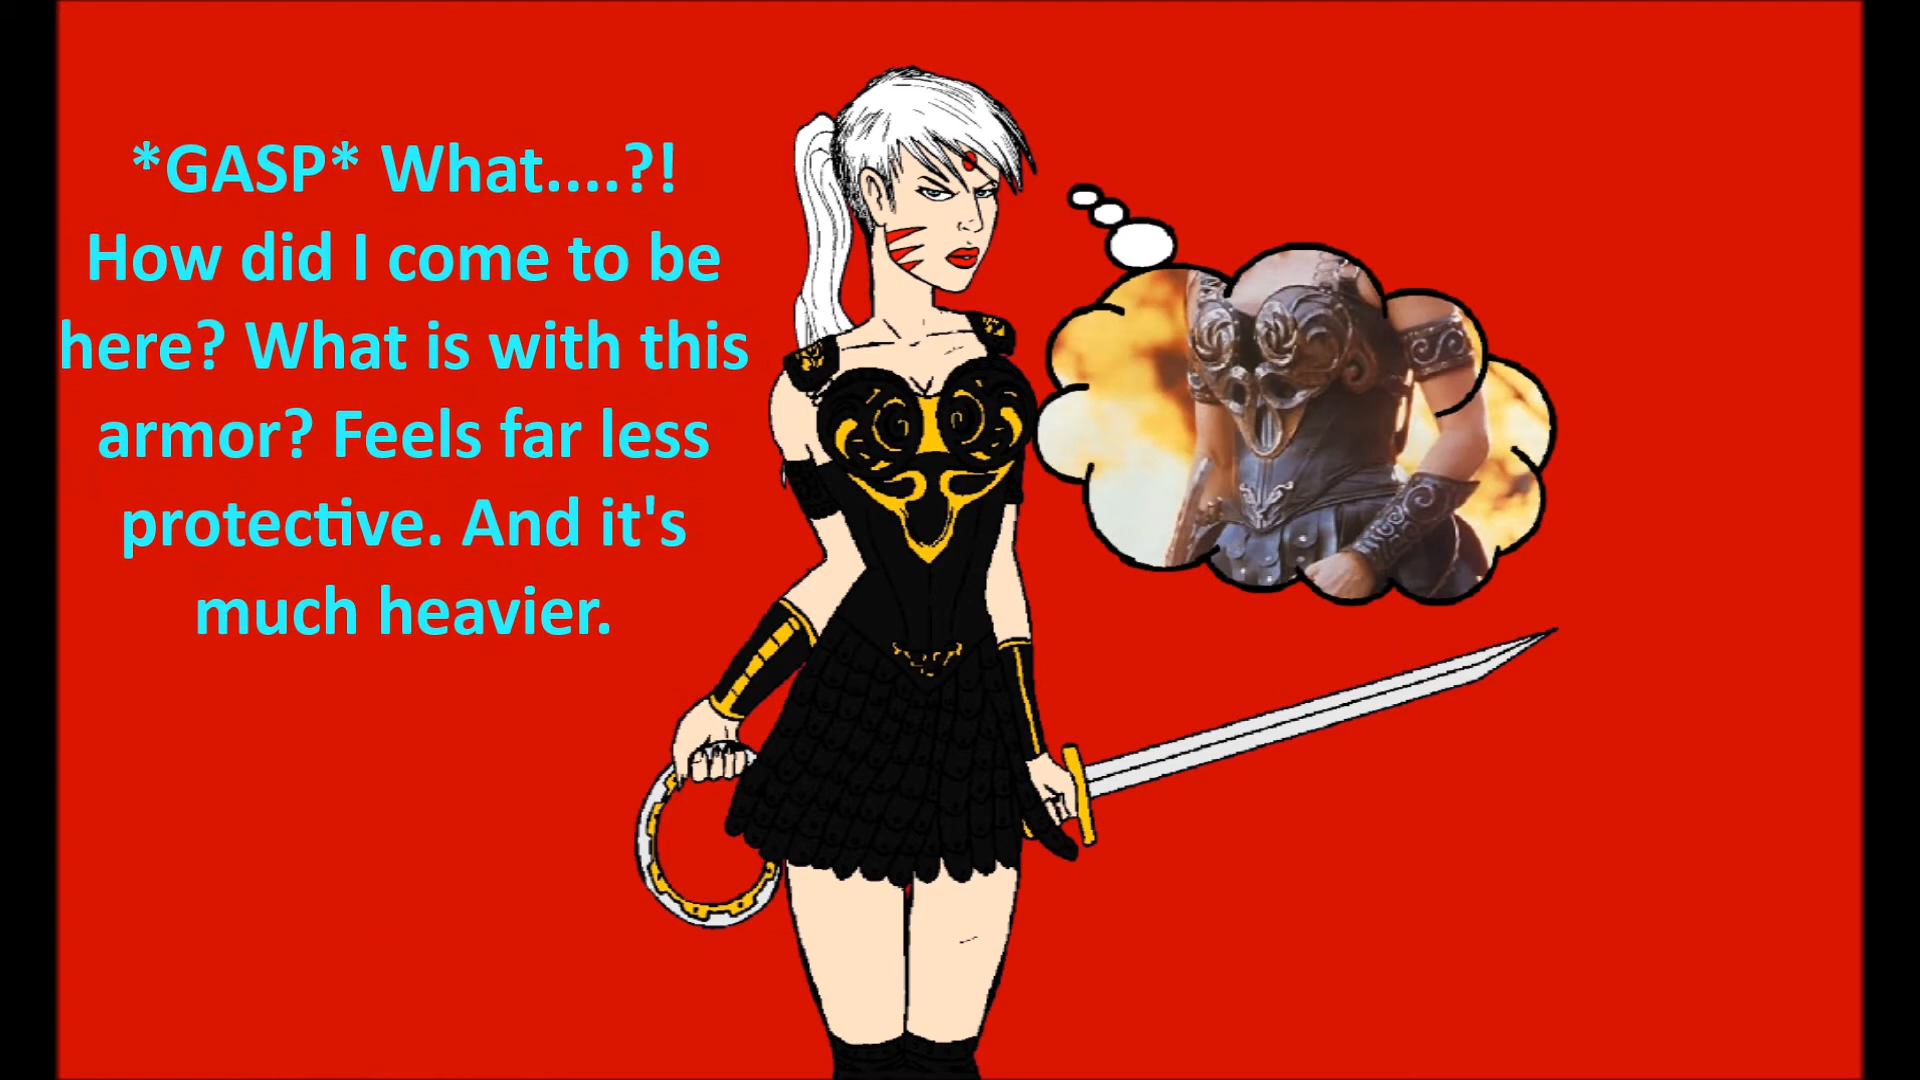 *GASP* What....?!
How did I come to be
here? What is with this
armor? Feels far less
protective. And it's
much heavier.